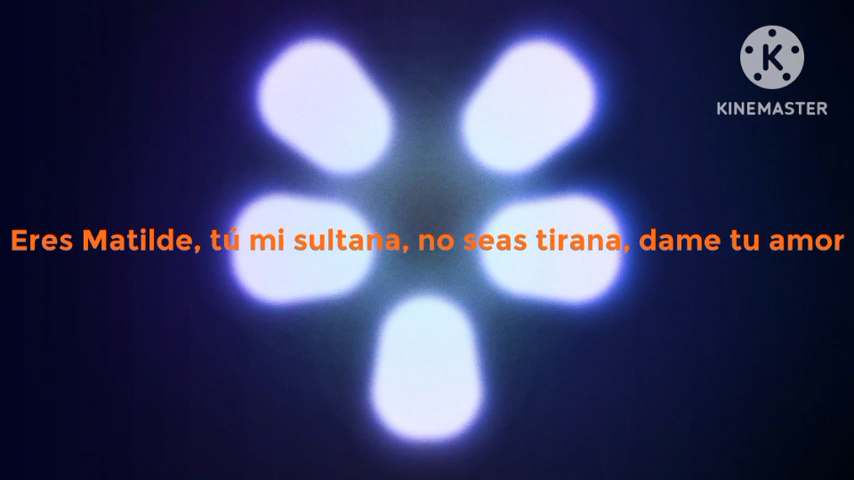 KINEMASTER
Eres Matilde, tú mi sultana, no seas tirana, dame tu amor